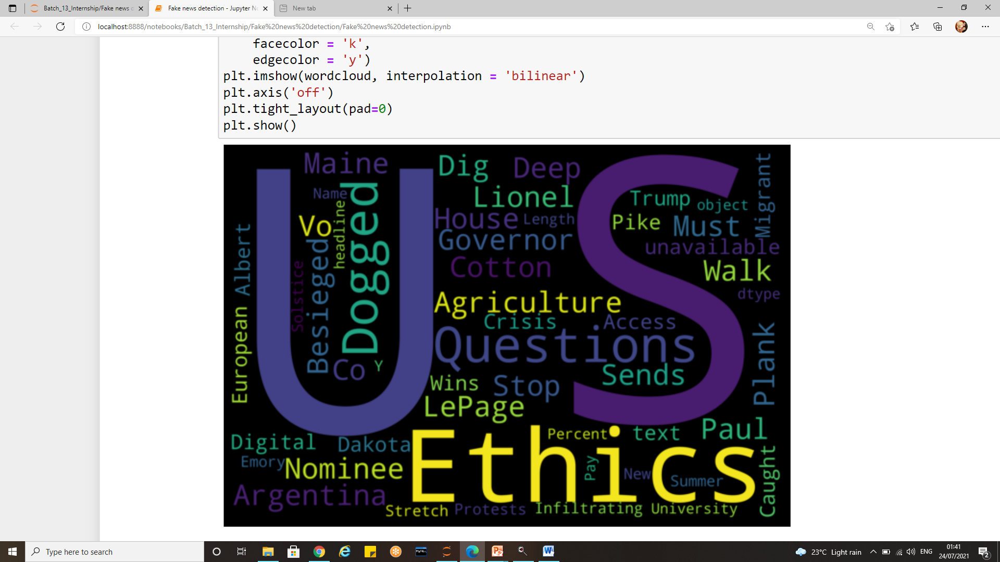 Batch_13_Internship/Fake news d
Fake news detection - Jupyter No
New tab
localhost:8888/notebooks/Batch_13_Internship/Fake%20news%20detection/Fake%20news%20detection.ipynb
facecolor = 'k',
edgecolor = 'y')
plt.imshow(wordcloud, interpolation = 'bilinear')
plt.axis('off')
plt.tight_layout(pad=0)
plt.show()
Maine
Dig
Deep
Migrant
US
Name
Dogged
Lionel
Trump
object
headline
Vo
House
Length
Pike
Must
Albert
Besieged
Governor
unavailable
Solstice
Cotton
Walk
dtype
European
Agriculture
Crisis
Access
Questions
Plank
Co
Y
Wins
Stop
Sends
LePage
Digital
Dakota
Ethics
Percent
text
Paul
Emory
Nominee
Pay
New
Summer
Caught
Argentina
Stretch
Protests
Infiltrating
University
Type here to search
MySQL
23°C Light rain
ENG
01:41
24/07/2021
2